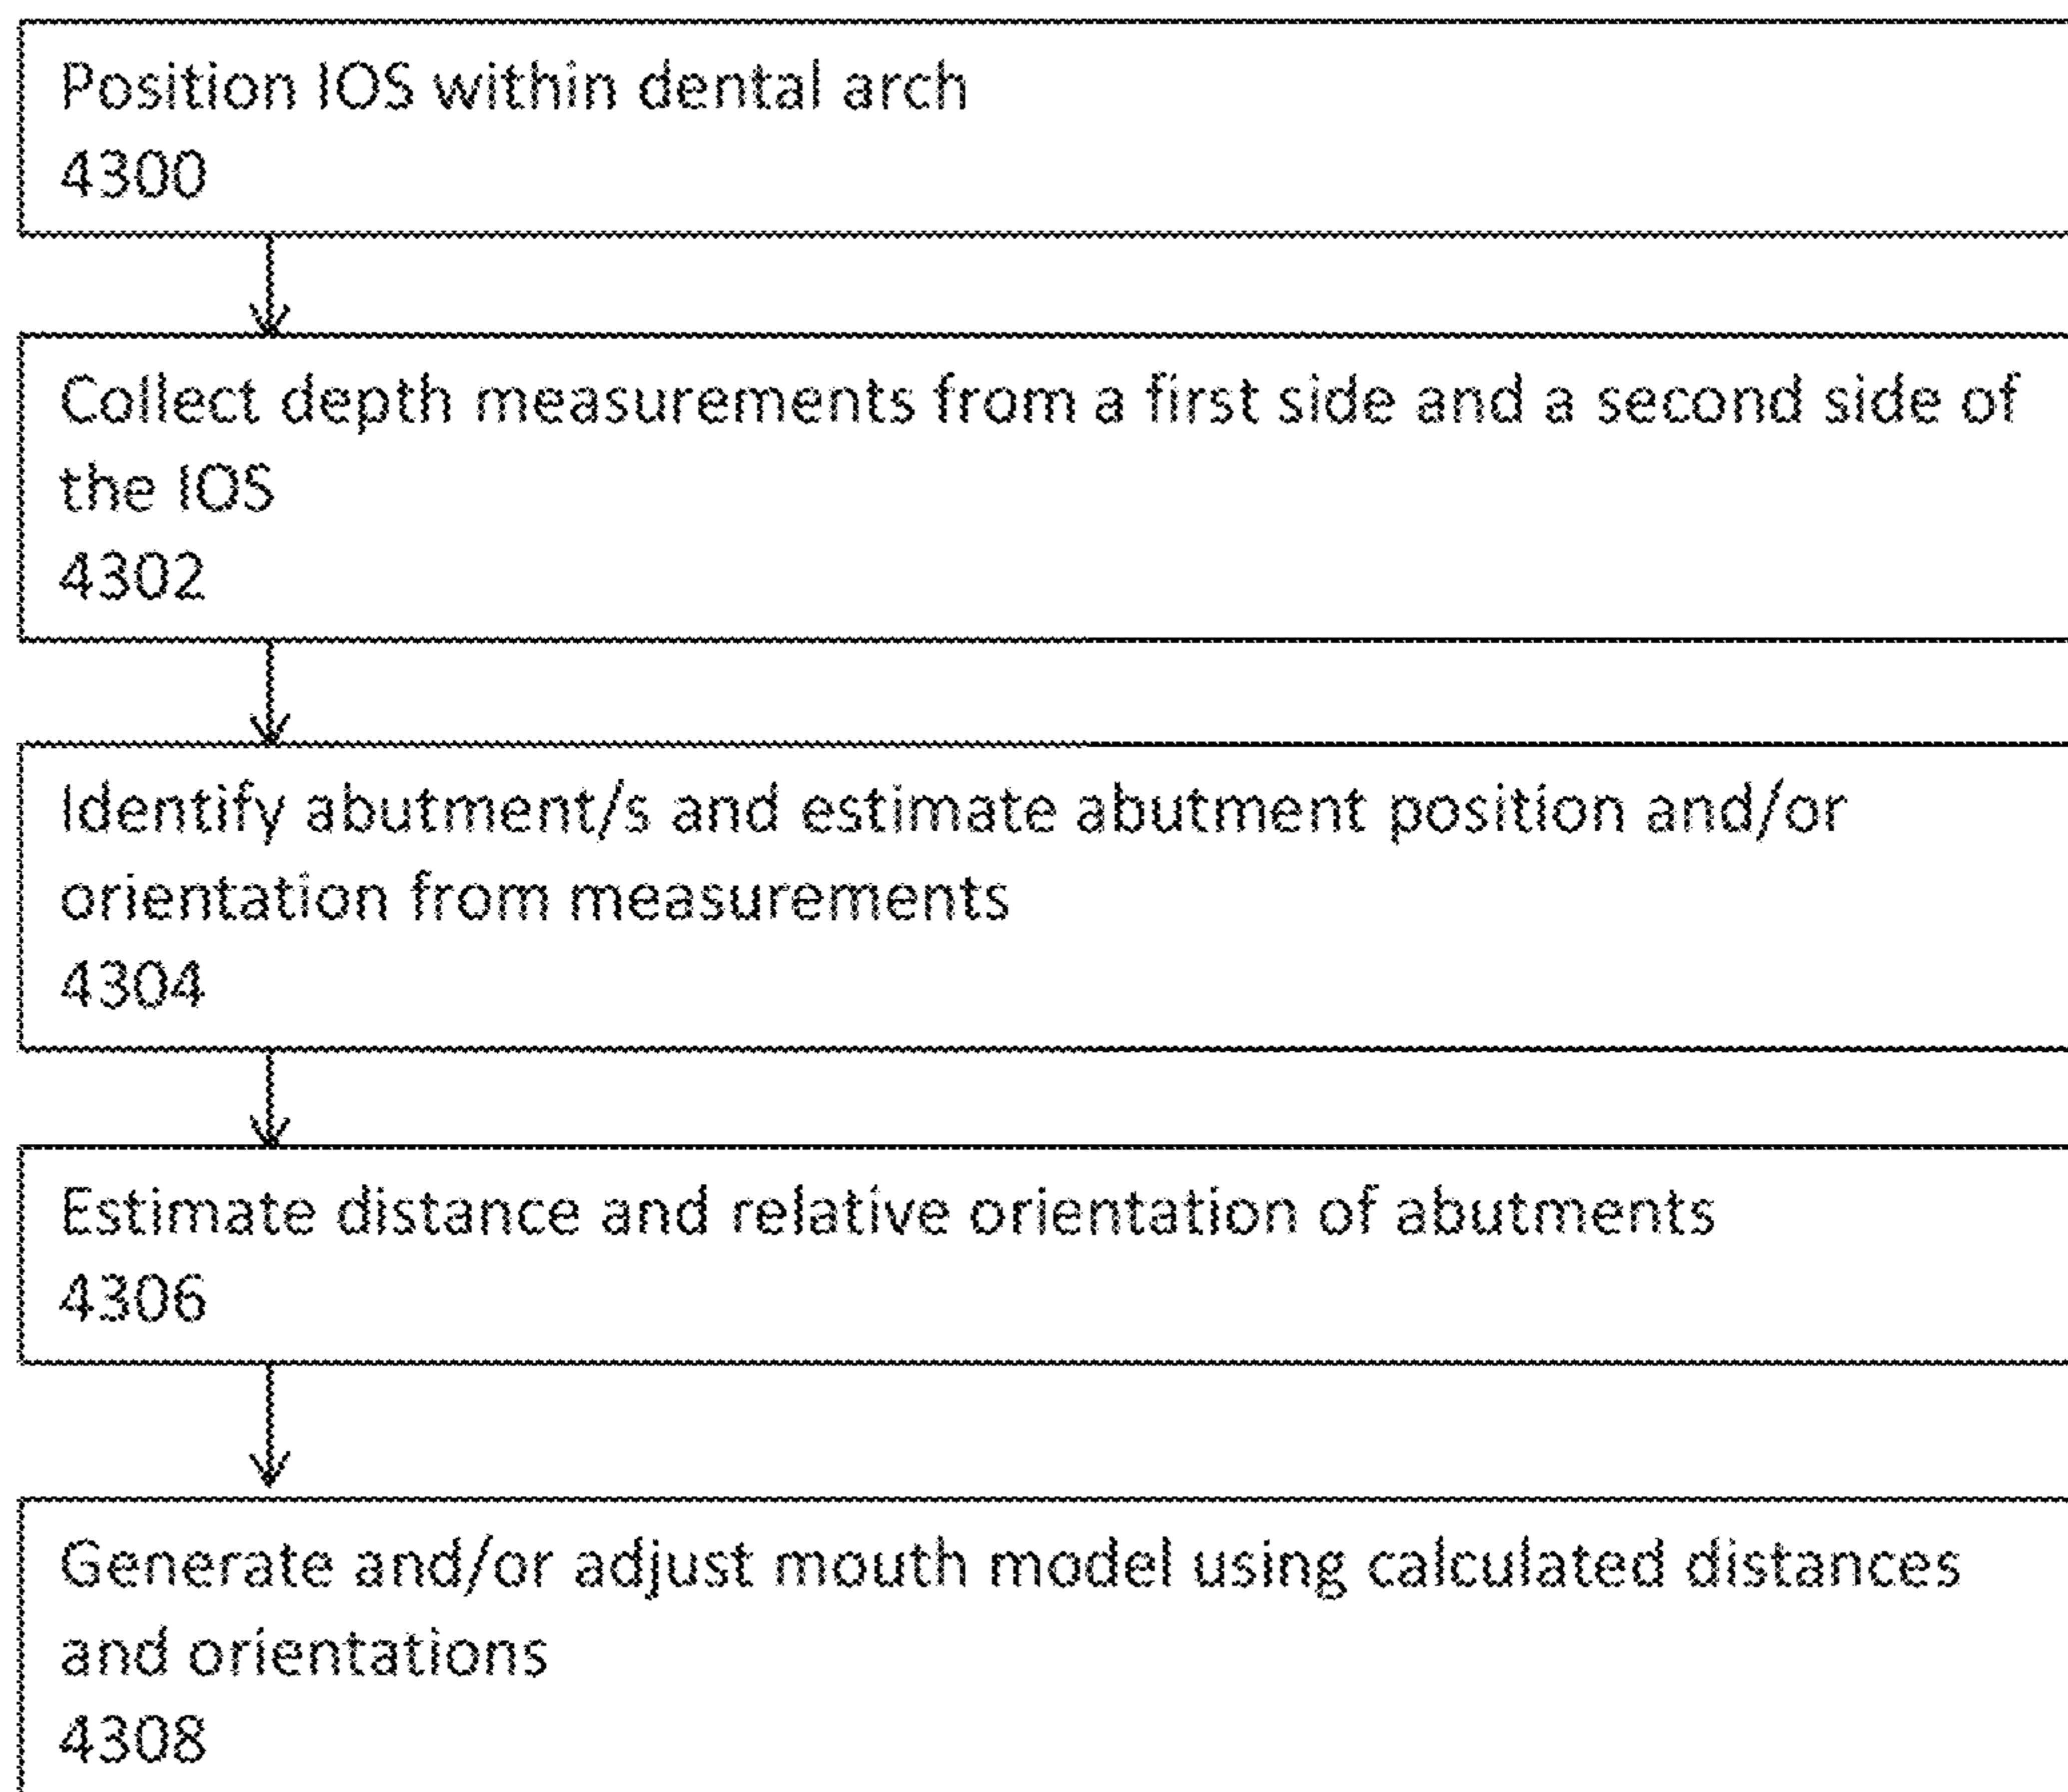 Position IOS within dental arch
4300
Collect depth measurements from a first side and a second side of
the IOS
4302
Identify abutment/s and estimate abutment position and/or
orientation from measurements
4304
Estimate distance and relative orientation of abutments
4306
Generate and/or adjust mouth model using calculated distances
and orientations
4308